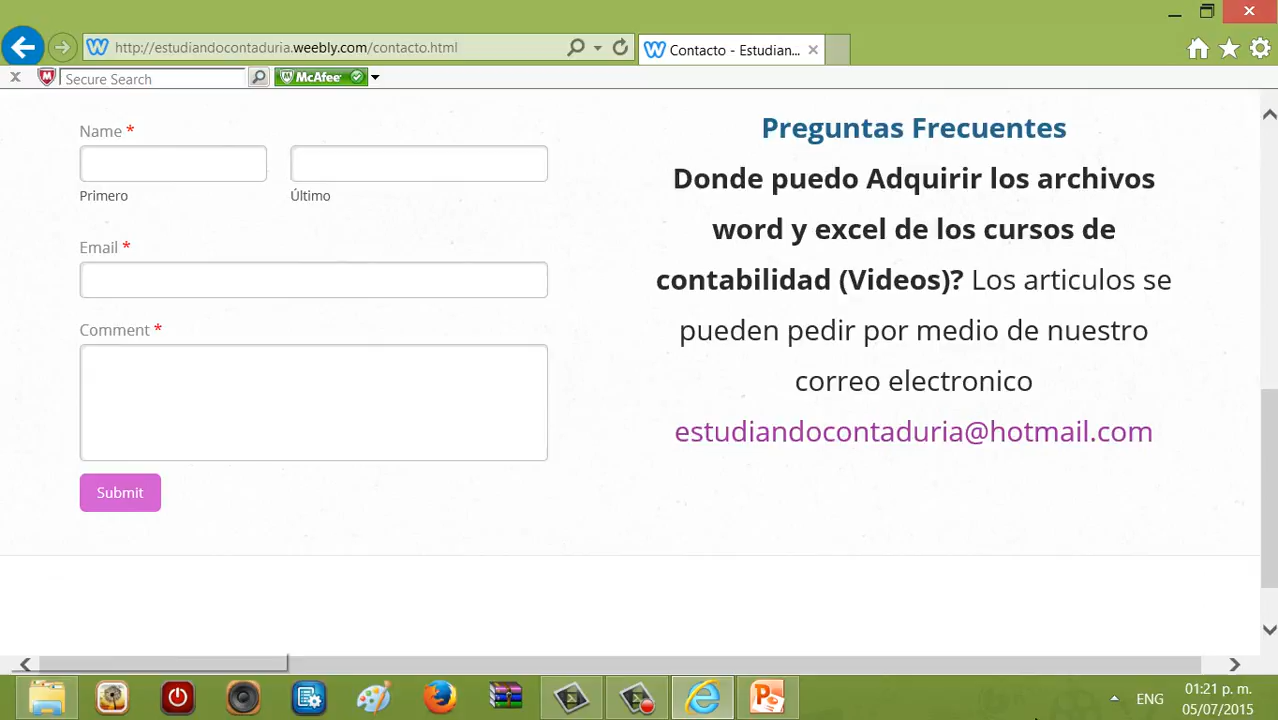 http://estudiandocontaduria.weebly.com/contacto.html
Contacto - Estudian...
Secure Search
McAfee
Name *
Primero
Último
Email *
Comment *
Submit
Preguntas Frecuentes
Donde puedo Adquirir los archivos
word y excel de los cursos de
contabilidad (Videos)? Los articulos se
pueden pedir por medio de nuestro
correo electronico
estudiandocontaduria@hotmail.com
ENG
01:21 p. m.
05/07/2015